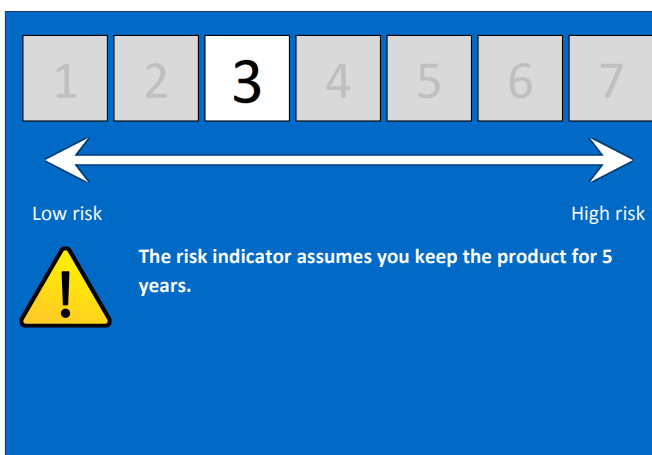 1 2 3 4 5 6 7
Low risk High risk
The risk indicator assumes you keep the product for 5
years.